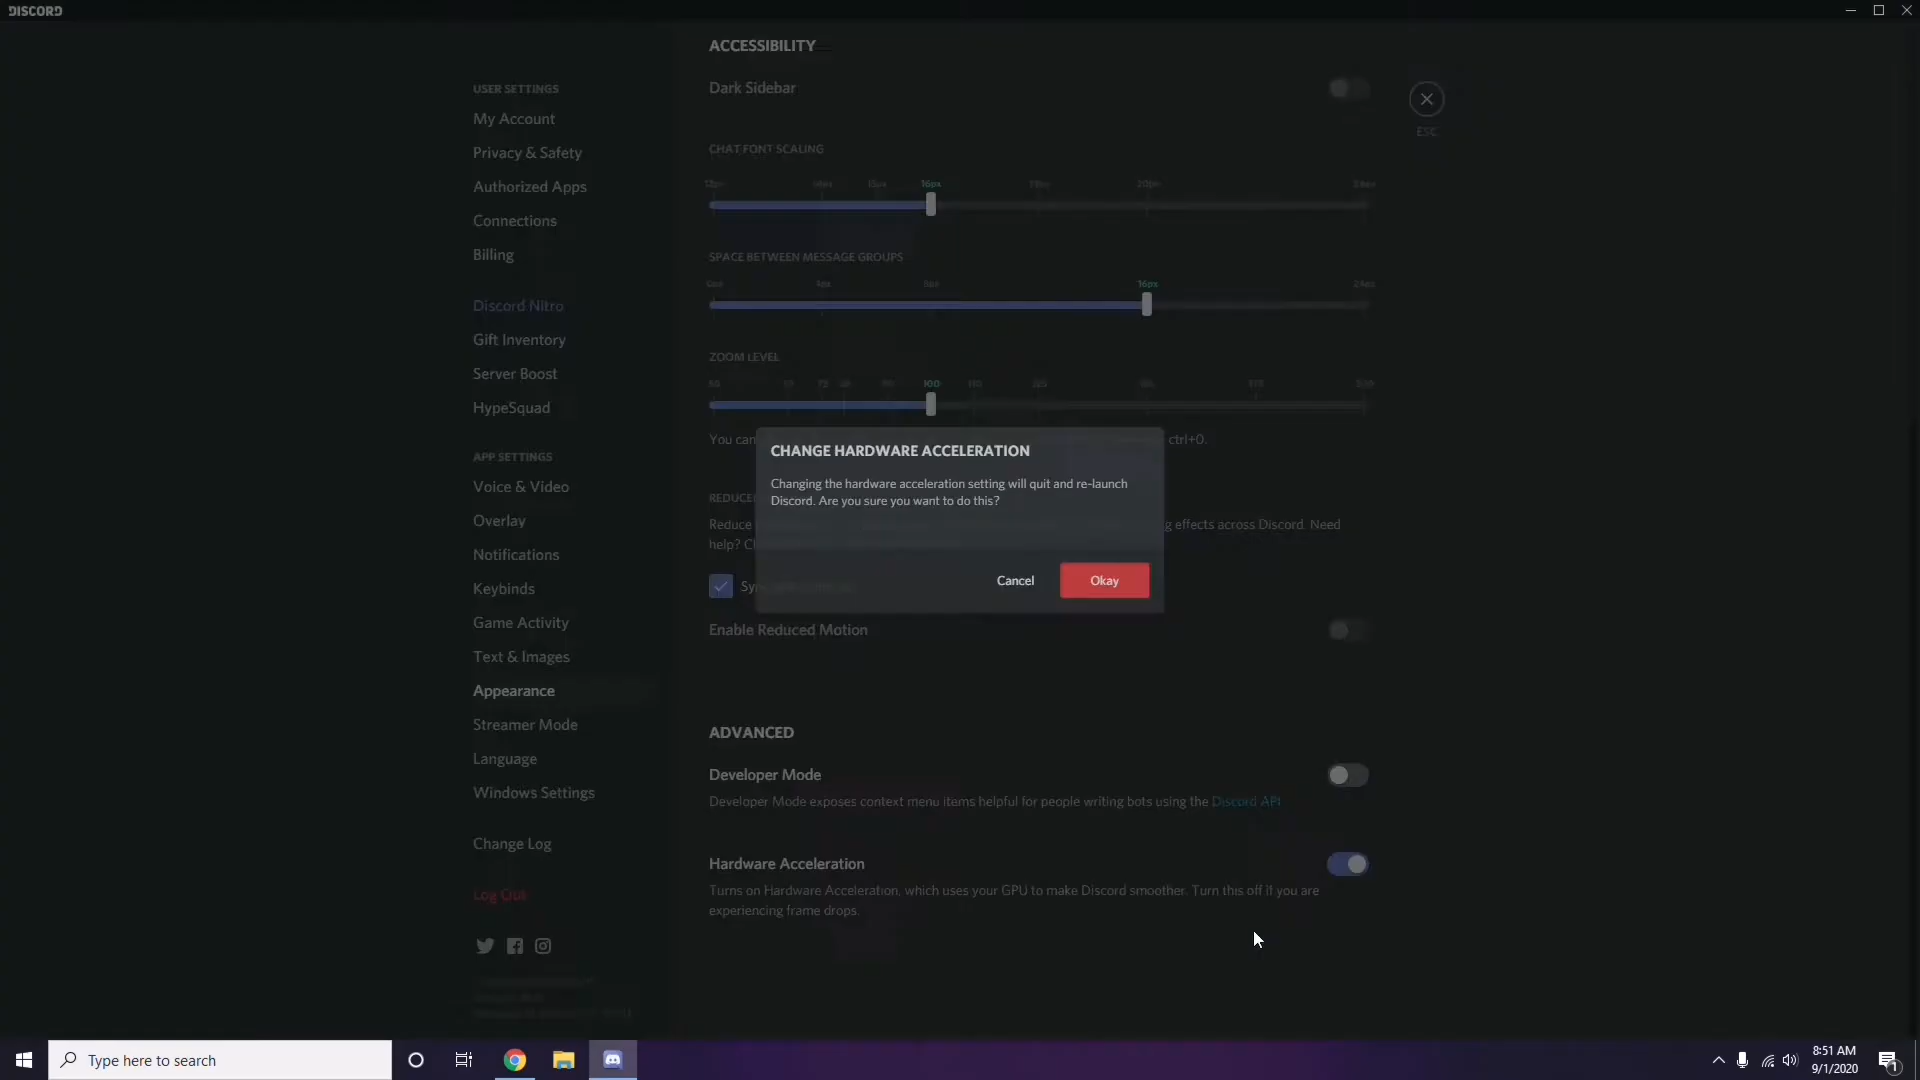 DISCORD
ACCESSIBILITY
Dark Sidebar
ESC
CHAT FONT SCALING
16px
SPACE BETWEEN MESSAGE GROUPS
16px
ZOOM LEVEL
100
You can
ctrl+0.
CHANGE HARDWARE ACCELERATION
Changing the hardware acceleration setting will quit and re-launch
Discord. Are you sure you want to do this?
Cancel
Okay
Reduce
effects across Discord. Need
help?
Enable Reduced Motion
ADVANCED
Developer Mode
Developer Mode exposes context menu items helpful for people writing bots using the Discord API
Hardware Acceleration
Turns on Hardware Acceleration, which uses your GPU to make Discord smoother. Turn this off if you are
experiencing frame drops.
USER SETTINGS
My Account
Privacy & Safety
Authorized Apps
Connections
Billing
Discord Nitro
Gift Inventory
Server Boost
HypeSquad
APP SETTINGS
Voice & Video
Overlay
Notifications
Keybinds
Game Activity
Text & Images
Appearance
Streamer Mode
Language
Windows Settings
Change Log
Log Out
Type here to search
8:51 AM
9/1/2020
1